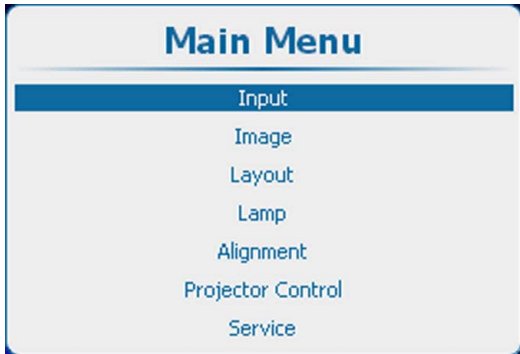 Main Menu
Input
Image
Layout
Lamp
Alignment
Projector Control
Service